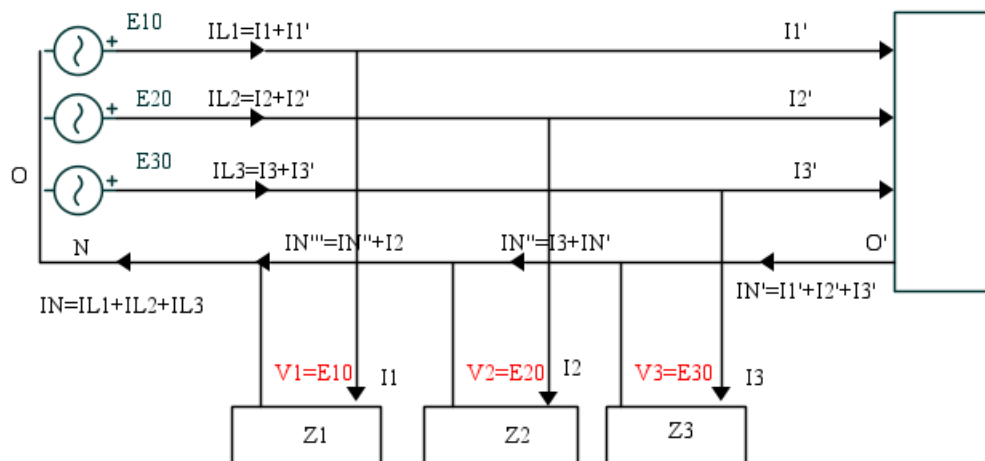 E10
IL1=I1+I1'
I1'
E20
IL2=I2+I2'
I2'
E30
IL3=I3+I3'
I3'
O
N
IN'''=IN''+I2
IN''=I3+IN'
O'
IN=IL1+IL2+IL3
IN'=I1'+I2'+I3'
V1=E10
I1
V2=E20
I2
V3=E30
I3
Z1
Z2
Z3